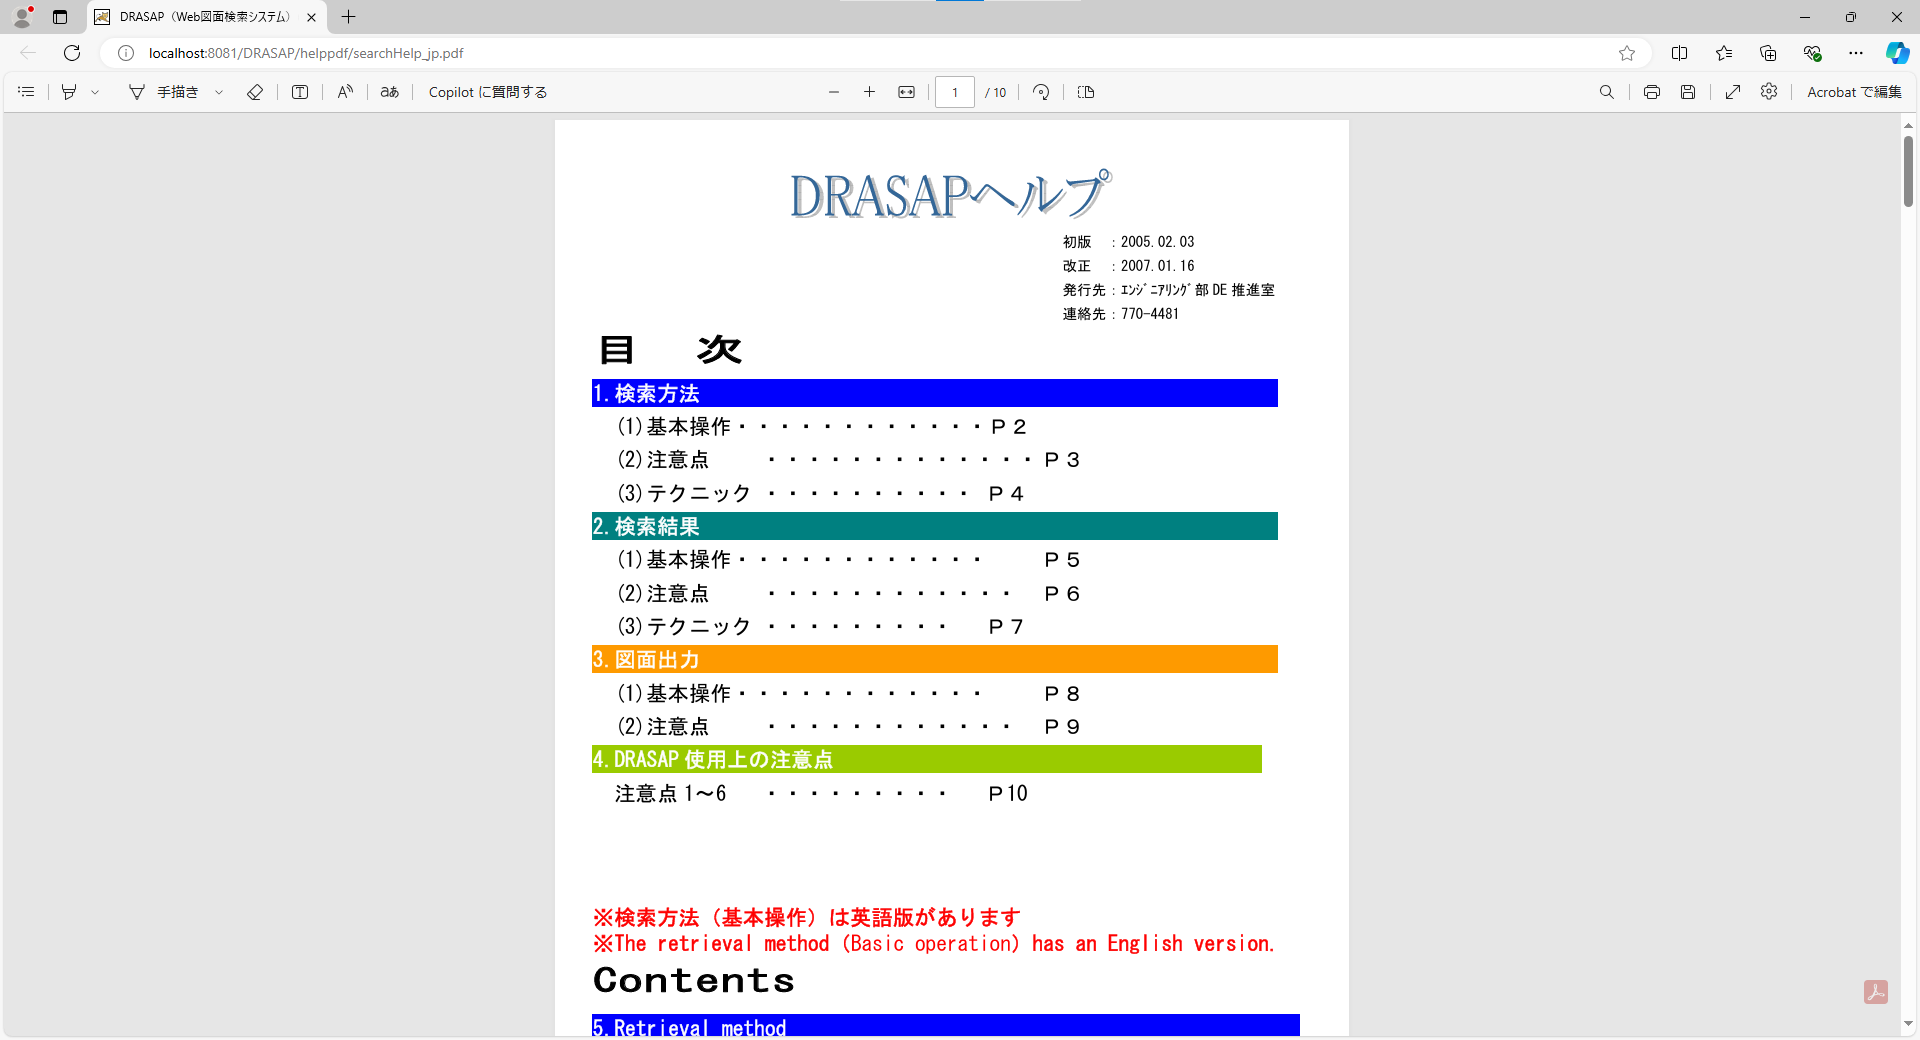 DRASAP（Web図面検索システム）
localhost:8081/DRASAP/helppdf/searchHelp_jp.pdf
手描き
aあ
Copilot に質問する
1 / 10
Acrobat で編集
DRASAPヘルプ
初版 : 2005.02.03
改正 : 2007.01.16
発行先 : ｴﾝｼﾞﾆｱﾘﾝｸﾞ部 DE 推進室
連絡先 : 770-4481
目 次
1. 検索方法
(1)基本操作・・・・・・・・・・・・Ｐ２
(2)注意点 ・・・・・・・・・・・・・Ｐ３
(3)テクニック ・・・・・・・・・・ Ｐ４
2. 検索結果
(1)基本操作・・・・・・・・・・・・ Ｐ５
(2)注意点 ・・・・・・・・・・・・ Ｐ６
(3)テクニック ・・・・・・・・・ Ｐ７
3. 図面出力
(1)基本操作・・・・・・・・・・・・ Ｐ８
(2)注意点 ・・・・・・・・・・・・ Ｐ９
4. DRASAP 使用上の注意点
注意点 1～6 ・・・・・・・・・ Ｐ10
※検索方法（基本操作）は英語版があります
※The retrieval method (Basic operation) has an English version.
Contents
5. Retrieval method